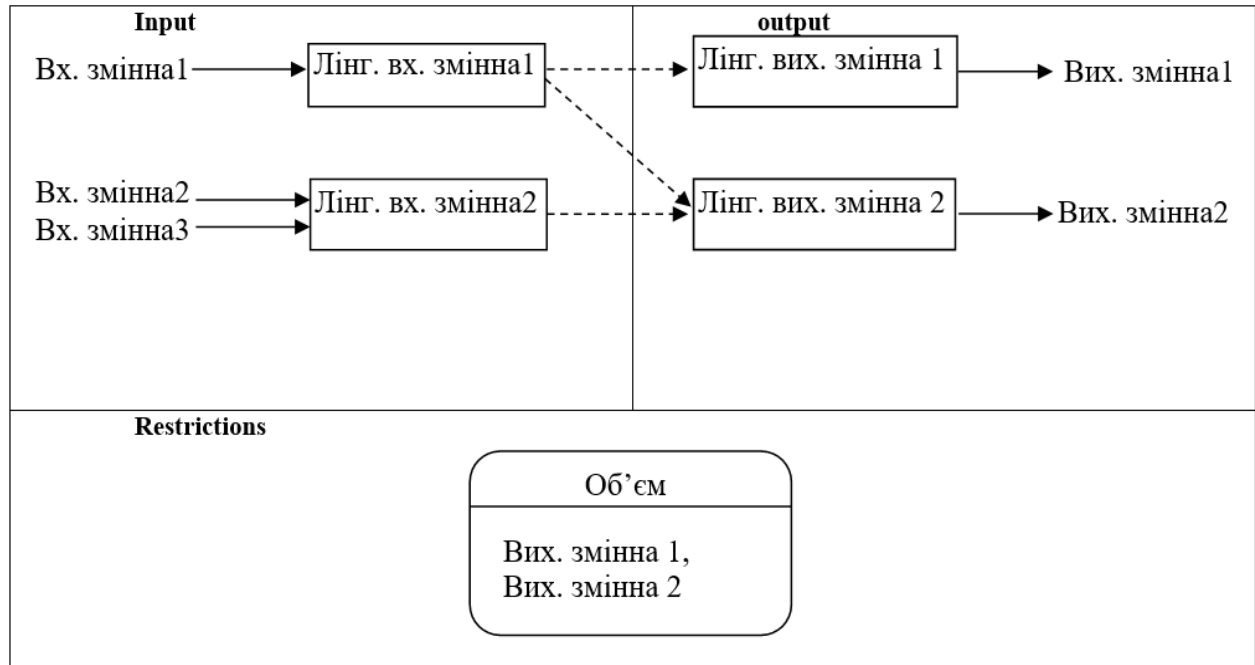 Input
output
Вх. змінна1
Лінг. вх. змінна1
Лінг. вих. змінна 1
Вих. змінна1
Вх. змінна2
Вх. змінна3
Лінг. вх. змінна2
Лінг. вих. змінна 2
Вих. змінна2
Restrictions
Об’єм
Вих. змінна 1,
Вих. змінна 2